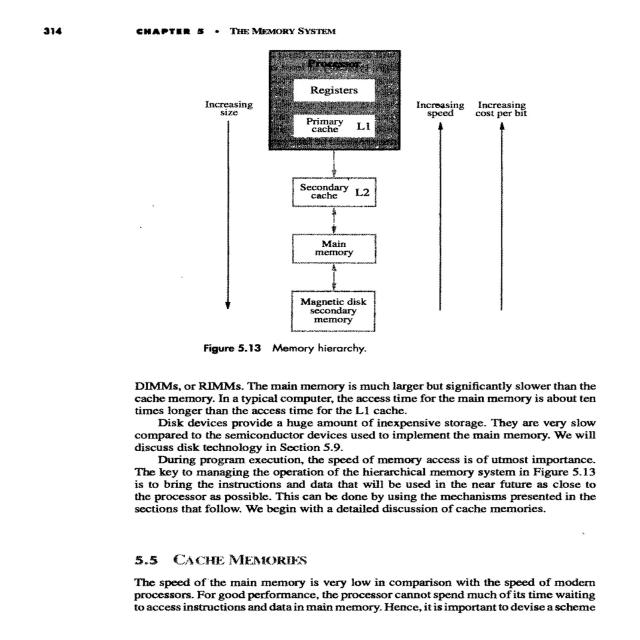 314 CHAPTER 5 • THE MEMORY SYSTEM
Processor
Registers
Increasing
size
Increasing
speed
Increasing
cost per bit
Primary
cache L1
Secondary
cache L2
Main
memory
Magnetic disk
secondary
memory
Figure 5.13 Memory hierarchy.
DIMMs, or RIMMs. The main memory is much larger but significantly slower than the
cache memory. In a typical computer, the access time for the main memory is about ten
times longer than the access time for the L1 cache.
Disk devices provide a huge amount of inexpensive storage. They are very slow
compared to the semiconductor devices used to implement the main memory. We will
discuss disk technology in Section 5.9.
During program execution, the speed of memory access is of utmost importance.
The key to managing the operation of the hierarchical memory system in Figure 5.13
is to bring the instructions and data that will be used in the near future as close to
the processor as possible. This can be done by using the mechanisms presented in the
sections that follow. We begin with a detailed discussion of cache memories.
5.5 CACHE MEMORIES
The speed of the main memory is very low in comparison with the speed of modern
processors. For good performance, the processor cannot spend much of its time waiting
to access instructions and data in main memory. Hence, it is important to devise a scheme